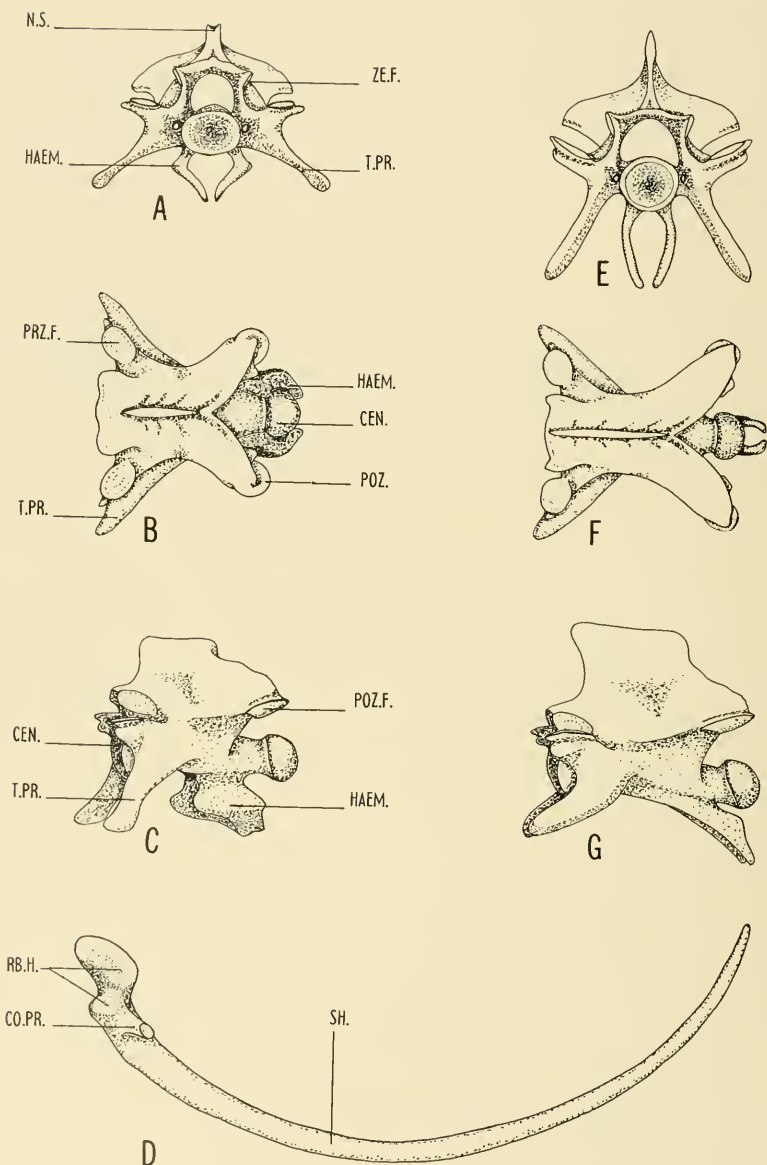 N.S.
ZE.F.
HAEM.
T.PR.
A
E
PRZ.F.
HAEM.
CEN.
POZ.
T.PR.
B
F
POZ.F.
CEN.
T.PR.
HAEM.
C
G
RB.H.
CO.PR.
SH.
D